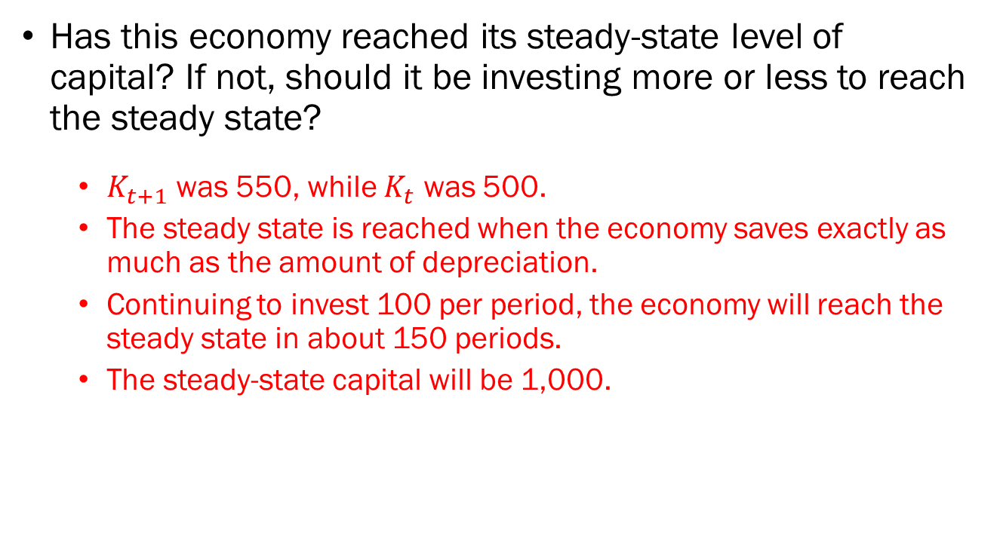 • Has this economy reached its steady-state level of
capital? If not, should it be investing more or less to reach
the steady state?
• K_{t+1} was 550, while K_t was 500.
• The steady state is reached when the economy saves exactly as
much as the amount of depreciation.
• Continuing to invest 100 per period, the economy will reach the
steady state in about 150 periods.
• The steady-state capital will be 1,000.